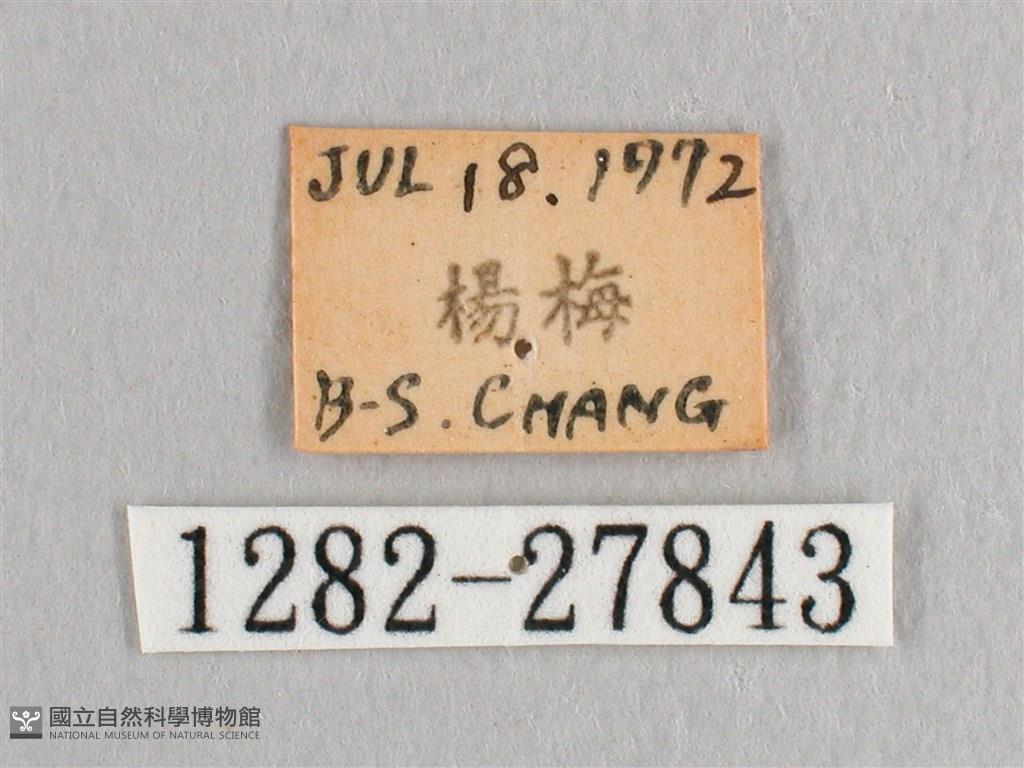 JUL 18. 1972
楊梅
B-S. CHANG
1282-27843
國立自然科學博物館
NATIONAL MUSEUM OF NATURAL SCIENCE